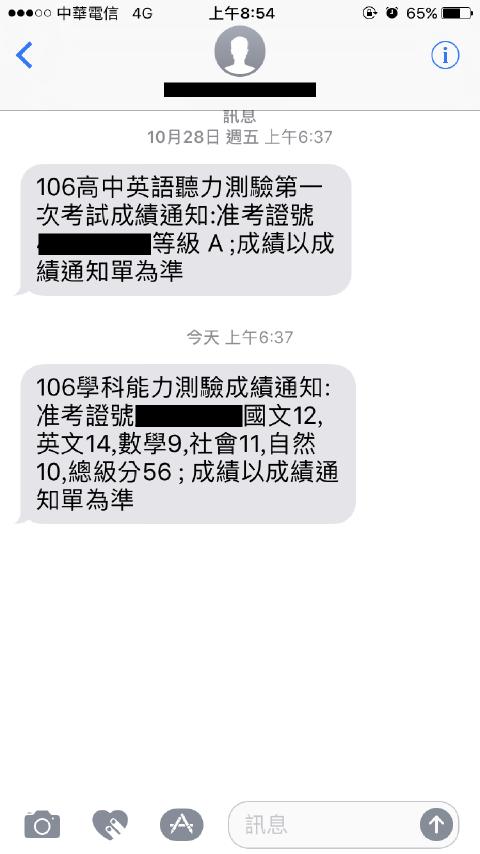 中華電信 4G 上午8:54 65%
訊息
10月28日 週五 上午6:37
106高中英語聽力測驗第一
次考試成績通知:准考證號
等級 A ;成績以成
績通知單為準
今天 上午6:37
106學科能力測驗成績通知:
准考證號國文12,
英文14,數學9,社會11,自然
10,總級分56 ; 成績以成績通
知單為準
訊息